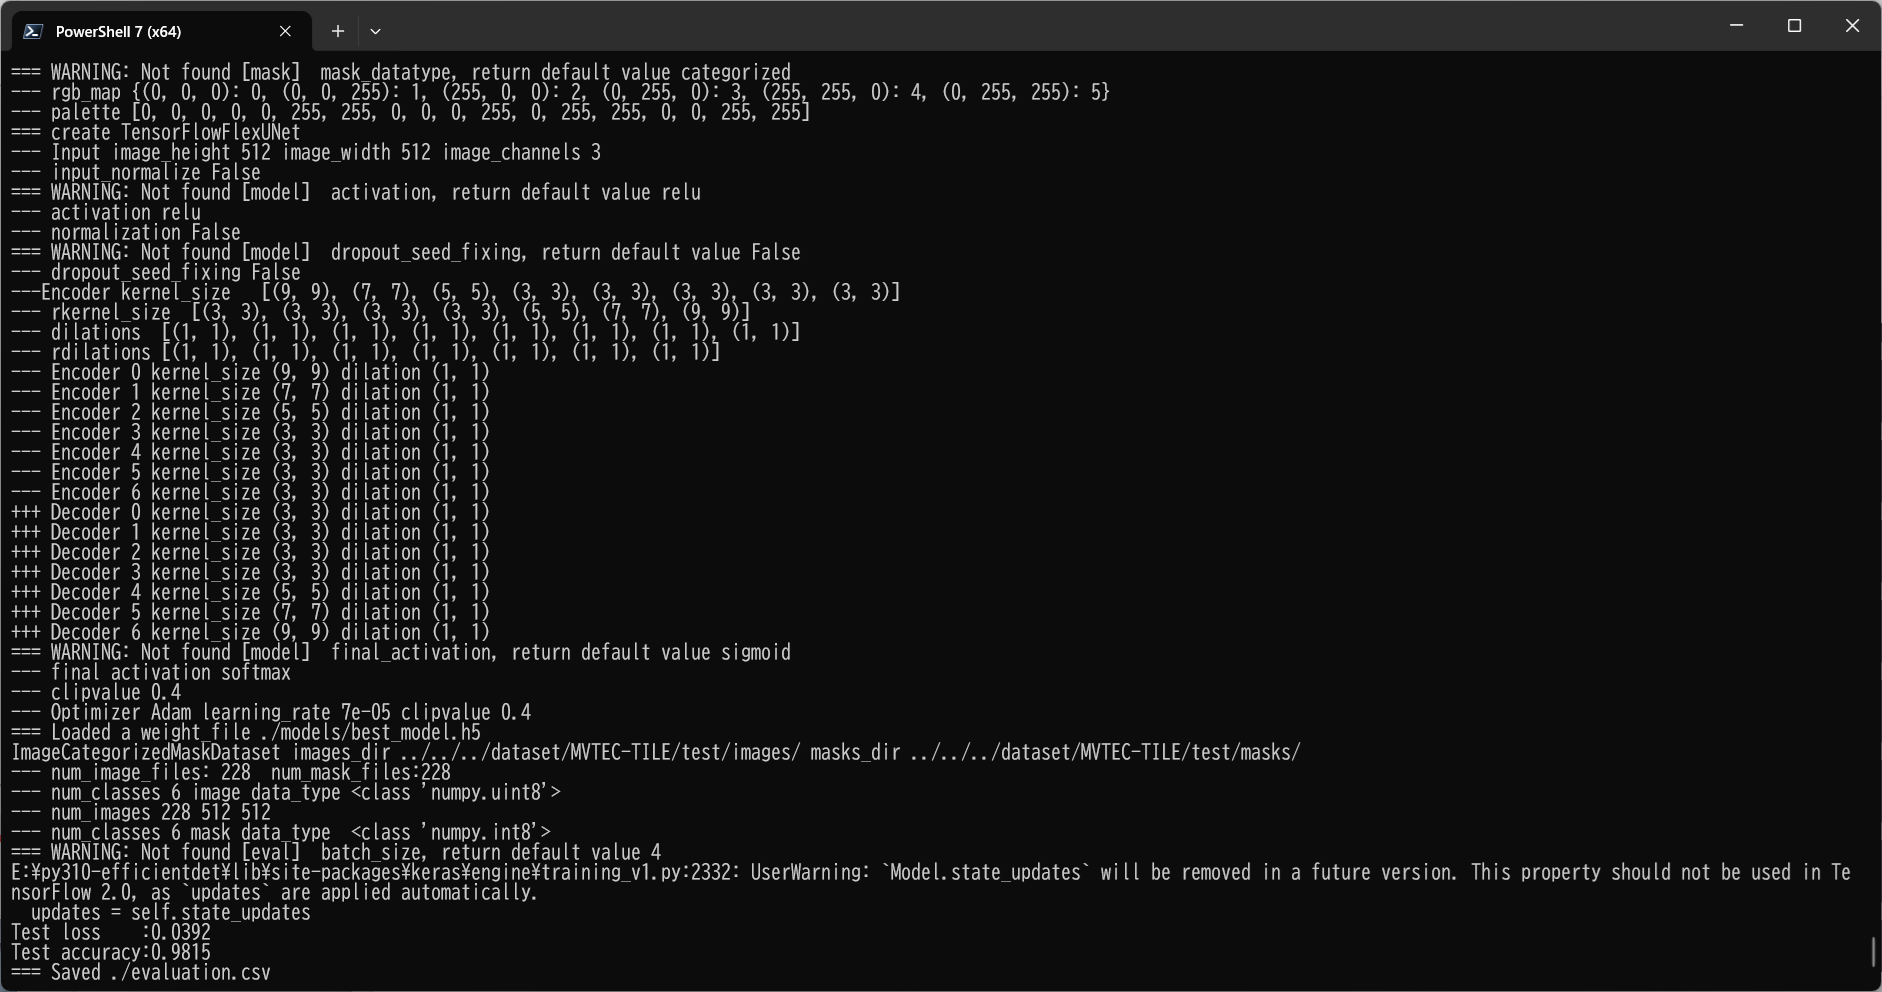 PowerShell 7 (x64)
=== WARNING: Not found [mask]  mask_datatype, return default value categorized
--- rgb_map {(0, 0, 0): 0, (0, 0, 255): 1, (255, 0, 0): 2, (0, 255, 0): 3, (255, 255, 0): 4, (0, 255, 255): 5}
--- palette [0, 0, 0, 0, 0, 255, 255, 0, 0, 0, 255, 0, 255, 255, 0, 0, 255, 255]
=== create TensorFlowFlexUNet
--- Input image_height 512 image_width 512 image_channels 3
--- input_normalize False
=== WARNING: Not found [model]  activation, return default value relu
--- activation relu
--- normalization False
=== WARNING: Not found [model]  dropout_seed_fixing, return default value False
--- dropout_seed_fixing False
---Encoder kernel_size   [(9, 9), (7, 7), (5, 5), (3, 3), (3, 3), (3, 3), (3, 3), (3, 3)]
--- rkernel_size  [(3, 3), (3, 3), (3, 3), (3, 3), (5, 5), (7, 7), (9, 9)]
--- dilations  [(1, 1), (1, 1), (1, 1), (1, 1), (1, 1), (1, 1), (1, 1), (1, 1)]
--- rdilations [(1, 1), (1, 1), (1, 1), (1, 1), (1, 1), (1, 1), (1, 1)]
--- Encoder 0 kernel_size (9, 9) dilation (1, 1)
--- Encoder 1 kernel_size (7, 7) dilation (1, 1)
--- Encoder 2 kernel_size (5, 5) dilation (1, 1)
--- Encoder 3 kernel_size (3, 3) dilation (1, 1)
--- Encoder 4 kernel_size (3, 3) dilation (1, 1)
--- Encoder 5 kernel_size (3, 3) dilation (1, 1)
--- Encoder 6 kernel_size (3, 3) dilation (1, 1)
+++ Decoder 0 kernel_size (3, 3) dilation (1, 1)
+++ Decoder 1 kernel_size (3, 3) dilation (1, 1)
+++ Decoder 2 kernel_size (3, 3) dilation (1, 1)
+++ Decoder 3 kernel_size (3, 3) dilation (1, 1)
+++ Decoder 4 kernel_size (5, 5) dilation (1, 1)
+++ Decoder 5 kernel_size (7, 7) dilation (1, 1)
+++ Decoder 6 kernel_size (9, 9) dilation (1, 1)
=== WARNING: Not found [model]  final_activation, return default value sigmoid
--- final activation softmax
--- clipvalue 0.4
--- Optimizer Adam learning_rate 7e-05 clipvalue 0.4
=== Loaded a weight_file ./models/best_model.h5
ImageCategorizedMaskDataset images_dir ../../../dataset/MVTEC-TILE/test/images/ masks_dir ../../../dataset/MVTEC-TILE/test/masks/
--- num_image_files: 228  num_mask_files:228
--- num_classes 6 image data_type <class 'numpy.uint8'>
--- num_images 228 512 512
--- num_classes 6 mask data_type  <class 'numpy.int8'>
=== WARNING: Not found [eval]  batch_size, return default value 4
E:¥py310-efficientdet¥lib¥site-packages¥keras¥engine¥training_v1.py:2332: UserWarning: `Model.state_updates` will be removed in a future version. This property should not be used in Te
nsorFlow 2.0, as `updates` are applied automatically.
  updates = self.state_updates
Test loss    :0.0392
Test accuracy:0.9815
=== Saved ./evaluation.csv